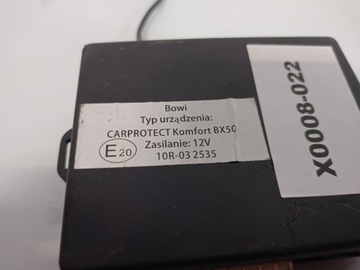 Bowi
Typ urządzenia:
CARPROTECT Komfort BX50
E20 Zasilanie: 12V
10R-03 2535
X0008-022